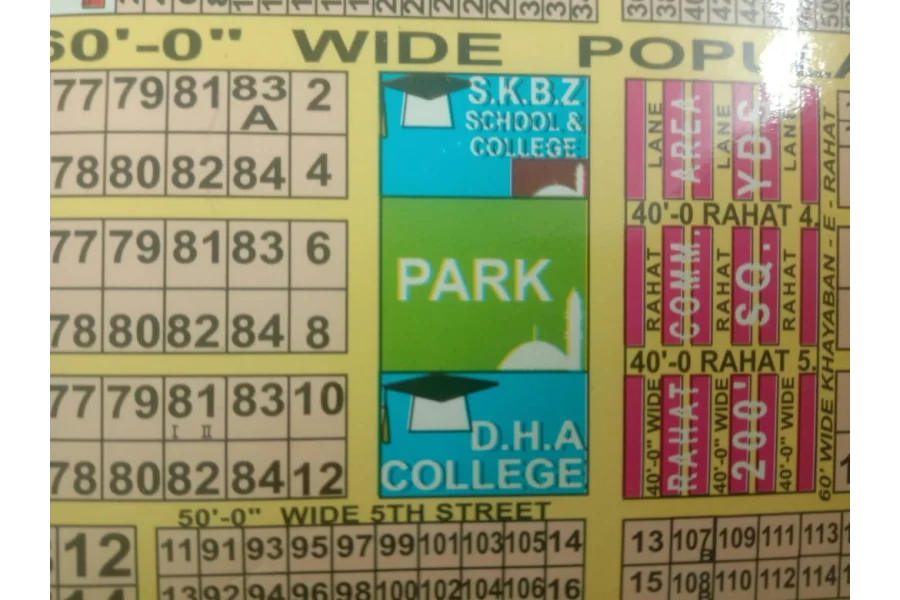 60'-0" WIDE POPULA
77 79 81 83 2
A
78 80 82 84 4
S.K.B.Z
SCHOOL &
COLLEGE
77 79 81 83 6
78 80 82 84 8
PARK
77 79 81 83 10
I II
78 80 82 84 12
D.H.A
COLLEGE
LANE AREA LANE YDS LANE
40'-0 RAHAT 4.
RAHAT COMM. RAHAT SQ. RAHAT
40'-0 RAHAT 5.
40'-0" WIDE RAHAT 40'-0" WIDE 200' 40'-0" WIDE
60' WIDE KHAYABAN - E - RAHAT
50'-0" WIDE 5TH STREET
12
11 91 93 95 97 99 101 103 105 14
13 92 94 96 98 100 102 104 106 16
13 107 109 111 113
B
15 108 110 112 114
B